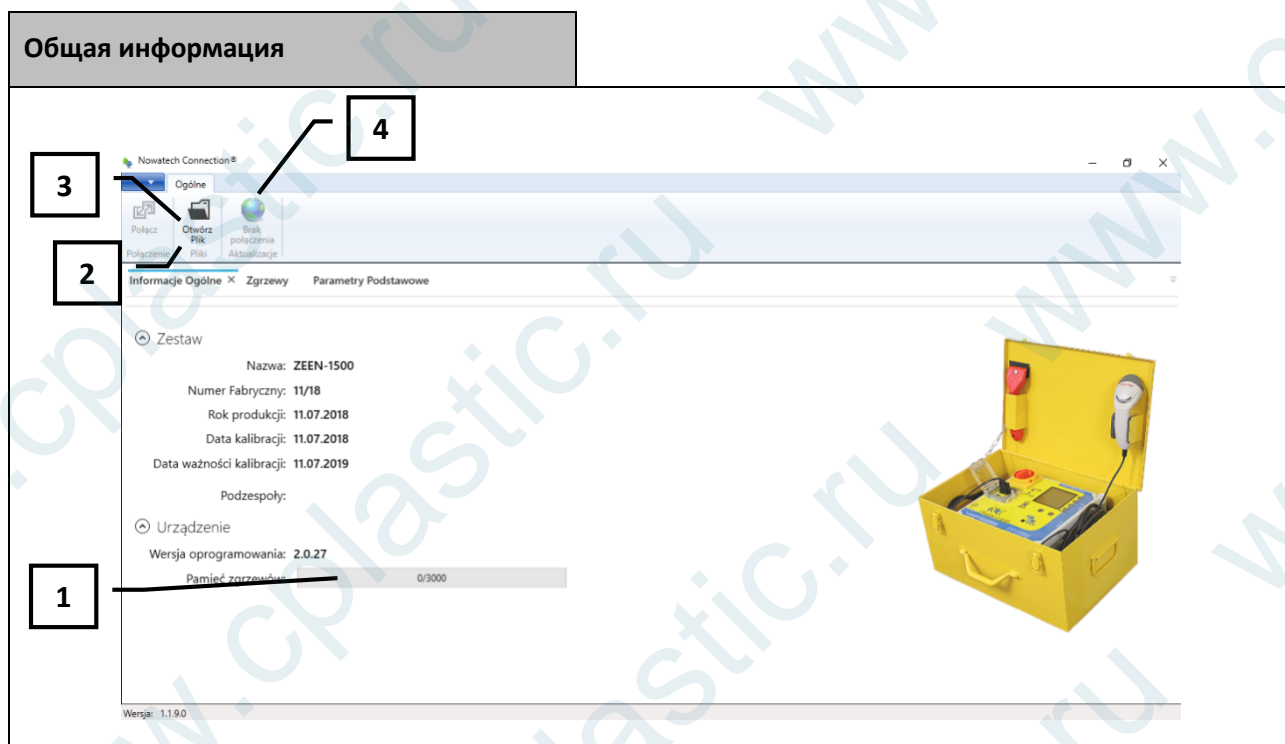 Общая информация
4
Nowatech Connection®
3
Ogólne
Połącz
Otwórz
Plik
Brak
połączenia
Połączenie
Pliki
Aktualizacje
2
Informacje Ogólne × Zgrzewy Parametry Podstawowe
Zestaw
Nazwa: ZEEN-1500
Numer Fabryczny: 11/18
Rok produkcji: 11.07.2018
Data kalibracji: 11.07.2018
Data ważności kalibracji: 11.07.2019
Podzespoły:
Urządzenie
Wersja oprogramowania: 2.0.27
Pamięć zgrzewów: 0/3000
1
Wersja: 1.1.9.0
www.cplastic.ru